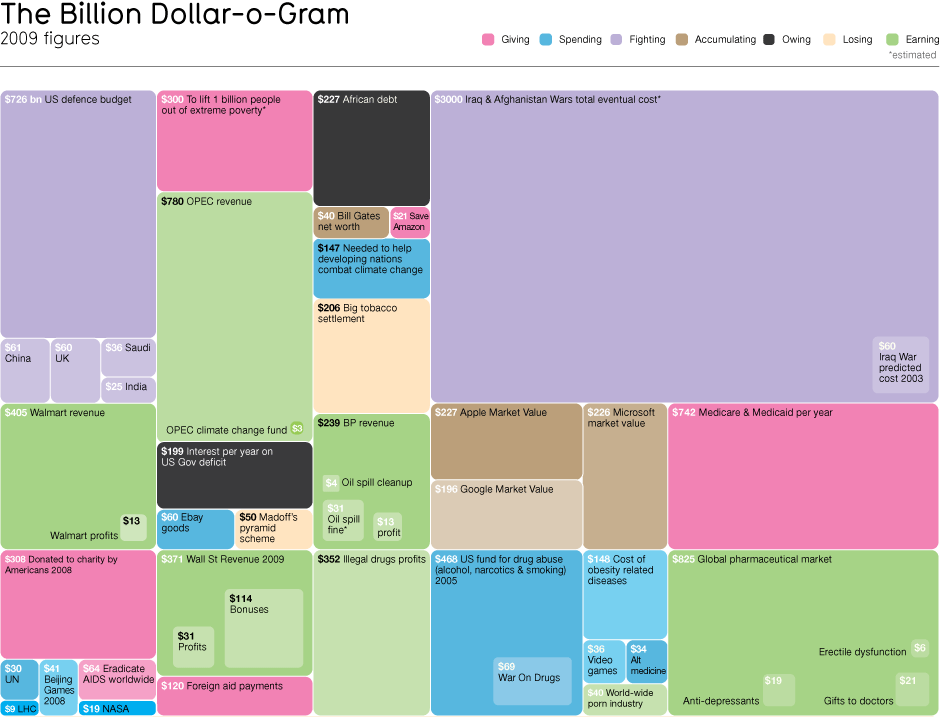 The Billion Dollar-o-Gram
2009 figures
Giving
Spending
Fighting
Accumulating
Owing
Losing
Earning
*estimated
$726 bn US defence budget
$61
China
$60
UK
$36 Saudi
$25 India
$405 Walmart revenue
$13
Walmart profits
$308 Donated to charity by
Americans 2008
$30
UN
$41
Beijing
Games
2008
$64 Eradicate
AIDS worldwide
$9 LHC
$19 NASA
$300 To lift 1 billion people
out of extreme poverty*
$780 OPEC revenue
OPEC climate change fund $3
$199 Interest per year on
US Gov deficit
$60 Ebay
goods
$50 Madoff's
pyramid
scheme
$371 Wall St Revenue 2009
$114
Bonuses
$31
Profits
$120 Foreign aid payments
$227 African debt
$40 Bill Gates
net worth
$21 Save
Amazon
$147 Needed to help
developing nations
combat climate change
$206 Big tobacco
settlement
$239 BP revenue
$4 Oil spill cleanup
$31
Oil spill
fine*
$13
profit
$352 Illegal drugs profits
$3000 Iraq & Afghanistan Wars total eventual cost*
$60
Iraq War
predicted
cost 2003
$227 Apple Market Value
$196 Google Market Value
$226 Microsoft
market value
$742 Medicare & Medicaid per year
$468 US fund for drug abuse
(alcohol, narcotics & smoking)
2005
$69
War On Drugs
$148 Cost of
obesity related
diseases
$36
Video
games
$34
Alt
medicine
$40 World-wide
porn industry
$825 Global pharmaceutical market
$6
Erectile dysfunction
$19
Anti-depressants
$21
Gifts to doctors